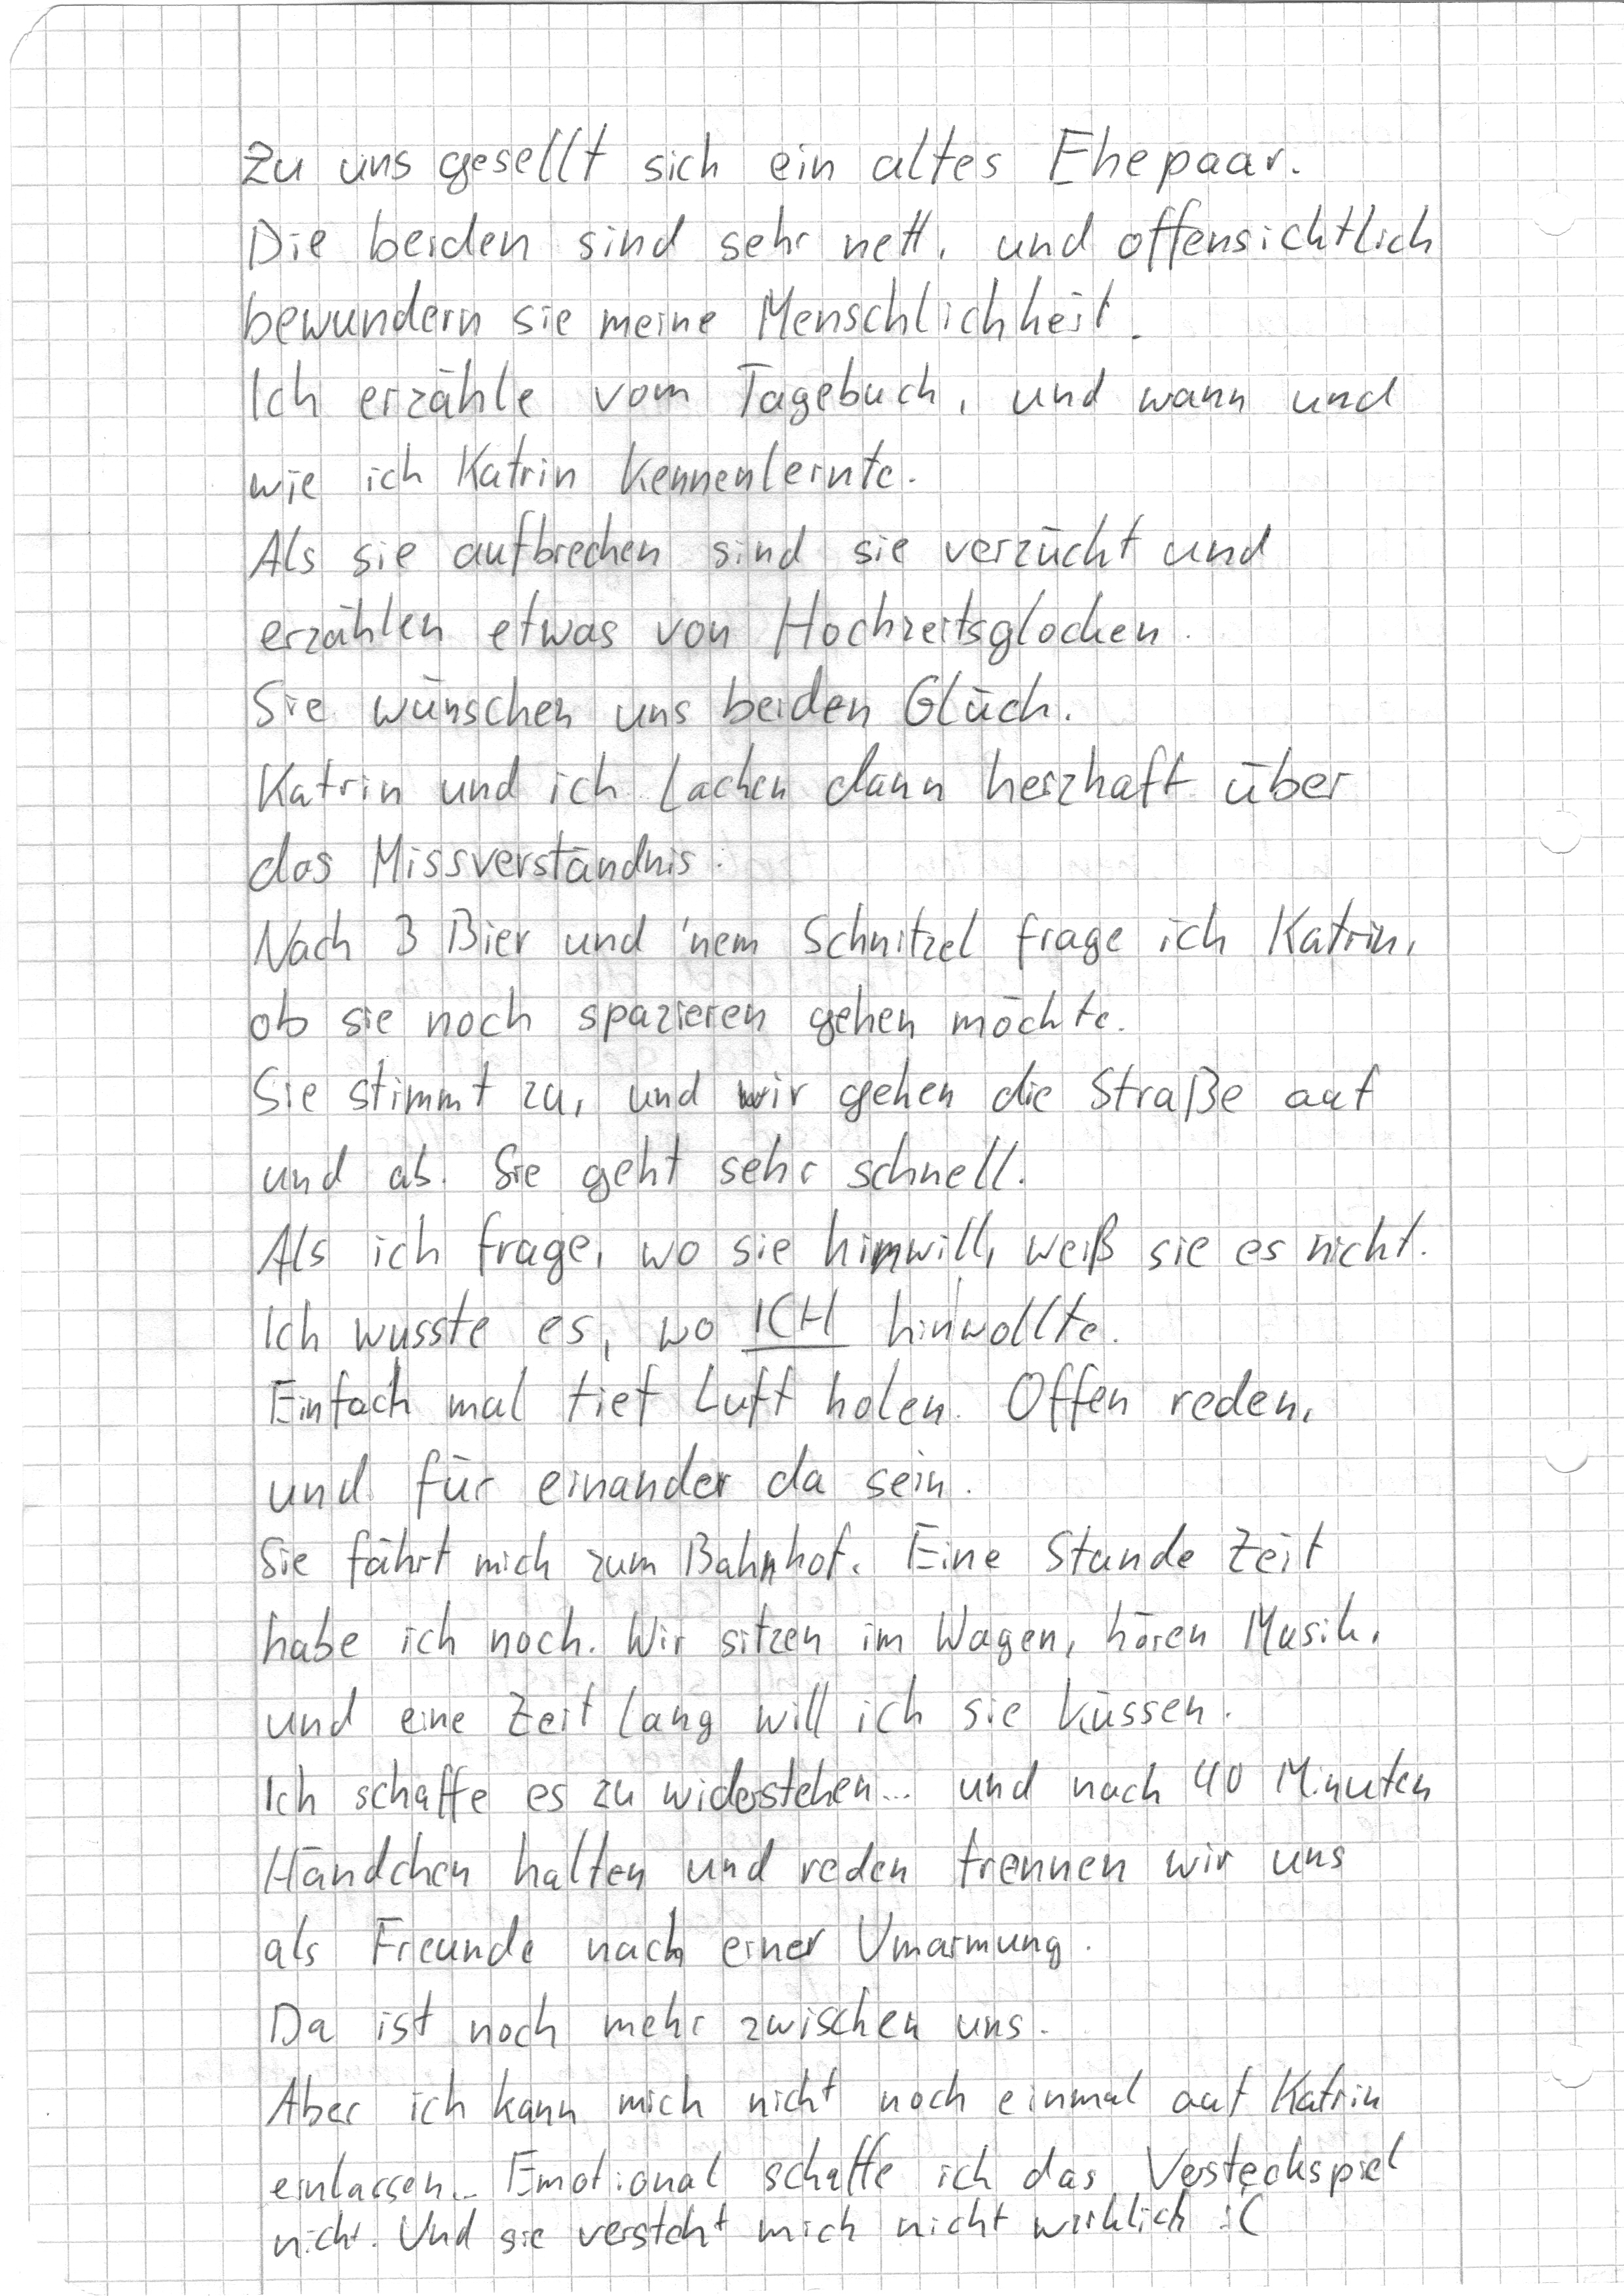 Zu uns gesellt sich ein altes Ehepaar.
Die beiden sind sehr nett, und offensichtlich
bewundern sie meine Menschlichkeit.
Ich erzähle vom Tagebuch, und wann und
wie ich Katrin kennenlernte.
Als sie aufbrechen sind sie verzückt und
erzählen etwas von Hochzeitsglocken.
Sie wünschen uns beiden Glück.
Katrin und ich lachen dann herzhaft über
das Missverständnis.
Nach 3 Bier und 'nem Schnitzel frage ich Katrin,
ob sie noch spazieren gehen möchte.
Sie stimmt zu, und wir gehen die Straße auf
und ab. Sie geht sehr schnell.
Als ich frage, wo sie hinwill, weiß sie es nicht.
Ich wusste es, wo ICH hinwollte.
Einfach mal tief Luft holen. Offen reden,
und für einander da sein.
Sie fährt mich zum Bahnhof. Eine Stunde Zeit
habe ich noch. Wir sitzen im Wagen, hören Musik,
und eine Zeit lang will ich sie küssen.
Ich schaffe es zu widerstehen... und nach 40 Minuten
Händchen halten und reden trennen wir uns
als Freunde nach einer Umarmung.
Da ist noch mehr zwischen uns.
Aber ich kann mich nicht noch einmal auf Katrin
einlassen... Emotional schaffe ich das Versteckspiel
nicht. Und sie versteht mich nicht wirklich :(